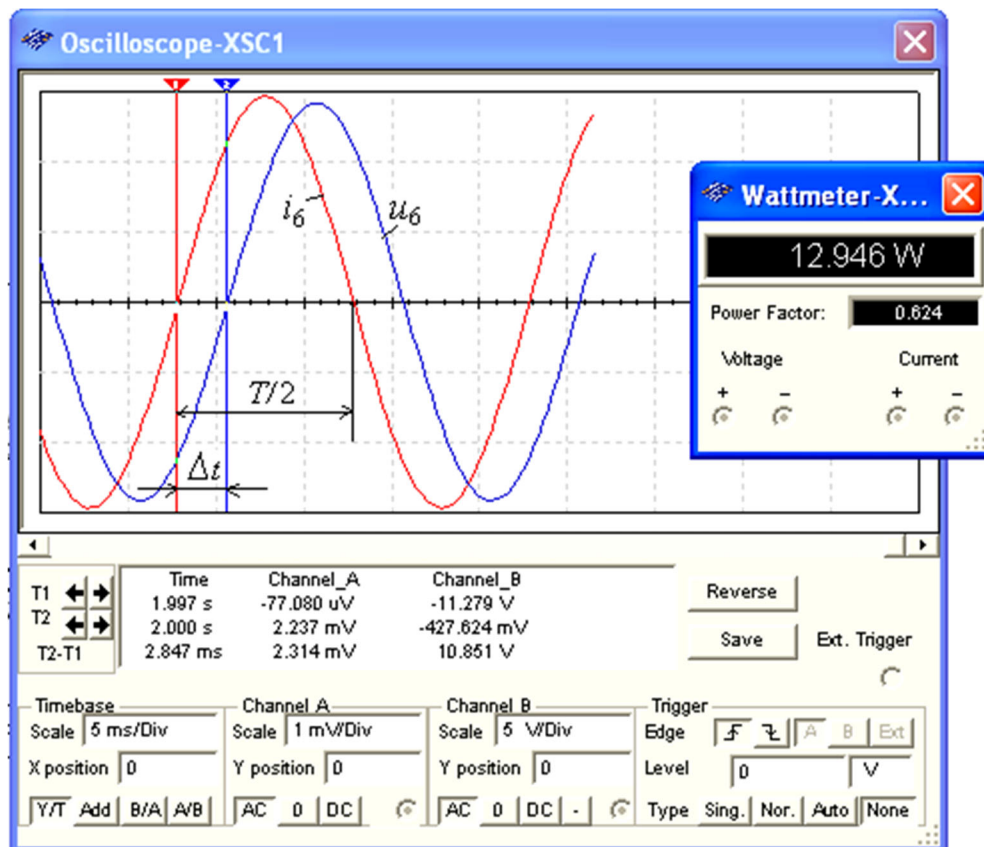 Oscilloscope-XSC1
1 2
i6
u6
T/2
Δt
Wattmeter-X...
12.946 W
Power Factor: 0.624
Voltage Current
+ - + -
T1
T2
T2-T1
Time Channel_A Channel_B
1.997 s -77.080 uV -11.279 V
2.000 s 2.237 mV -427.624 mV
2.847 ms 2.314 mV 10.851 V
Reverse
Save
Ext. Trigger
Timebase
Scale 5 ms/Div
X position 0
Y/T Add B/A A/B
Channel A
Scale 1 mV/Div
Y position 0
AC 0 DC
Channel B
Scale 5 V/Div
Y position 0
AC 0 DC -
Trigger
Edge A B Ext
Level 0 V
Type Sing. Nor. Auto None